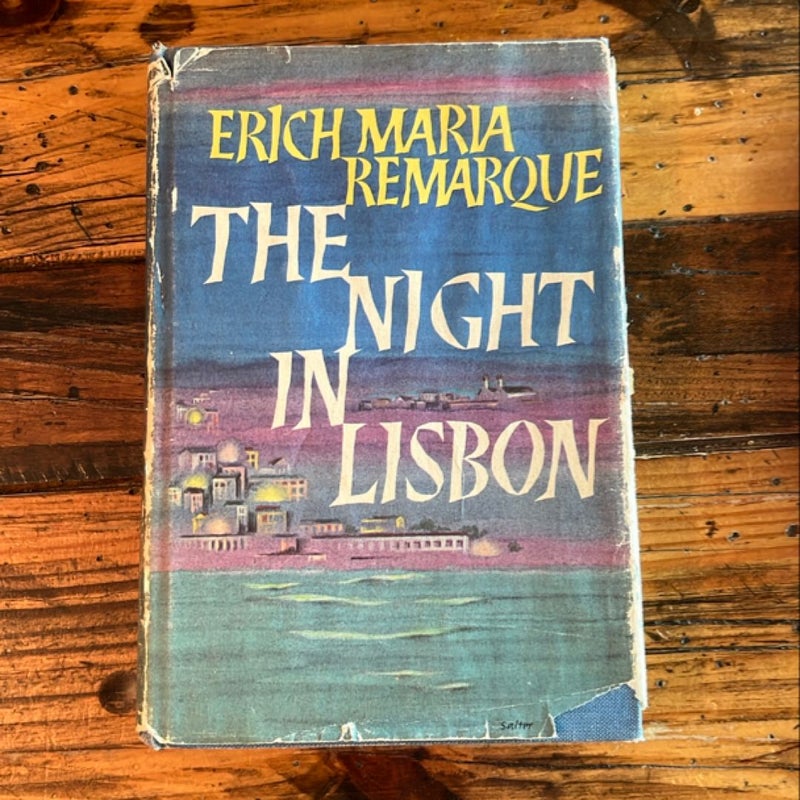 ERICH MARIA
REMARQUE
THE
NIGHT
IN
LISBON
Salter